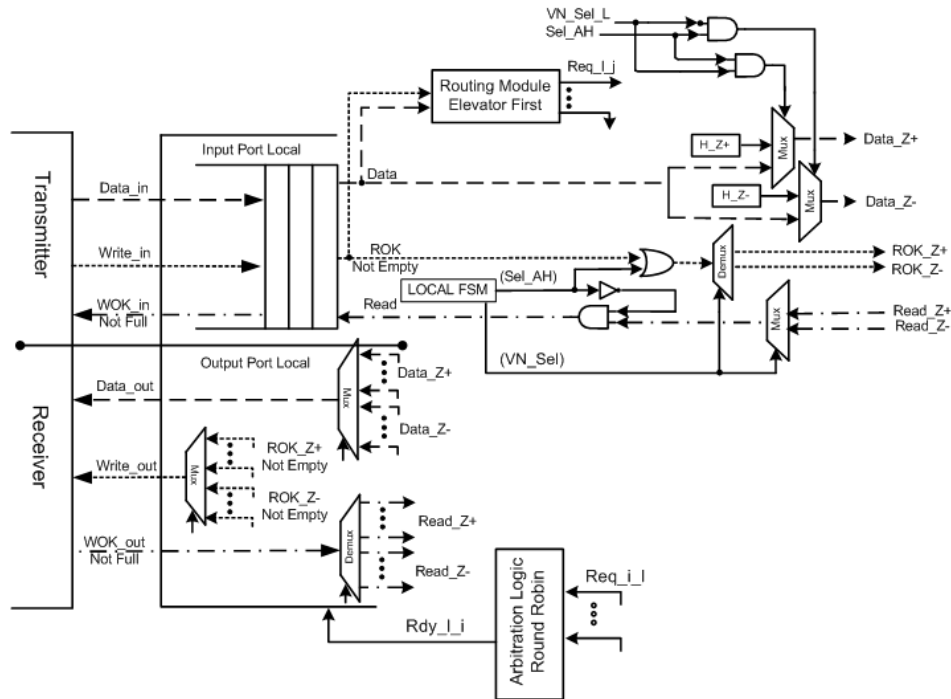 VN_Sel_L
Sel_AH
Req_l_j
Routing Module
Elevator First
Input Port Local
Transmitter
Data_in
Data
H_Z+
Mux
Data_Z+
H_Z-
Mux
Data_Z-
Write_in
ROK
Not Empty
Demux
ROK_Z+
ROK_Z-
(Sel_AH)
LOCAL FSM
WOK_in
Not Full
Read
Mux
Read_Z+
Read_Z-
(VN_Sel)
Output Port Local
Receiver
Data_out
Mux
Data_Z+
Data_Z-
Write_out
Mux
ROK_Z+
Not Empty
ROK_Z-
Not Empty
WOK_out
Not Full
Demux
Read_Z+
Read_Z-
Rdy_l_i
Arbitration Logic
Round Robin
Req_i_l